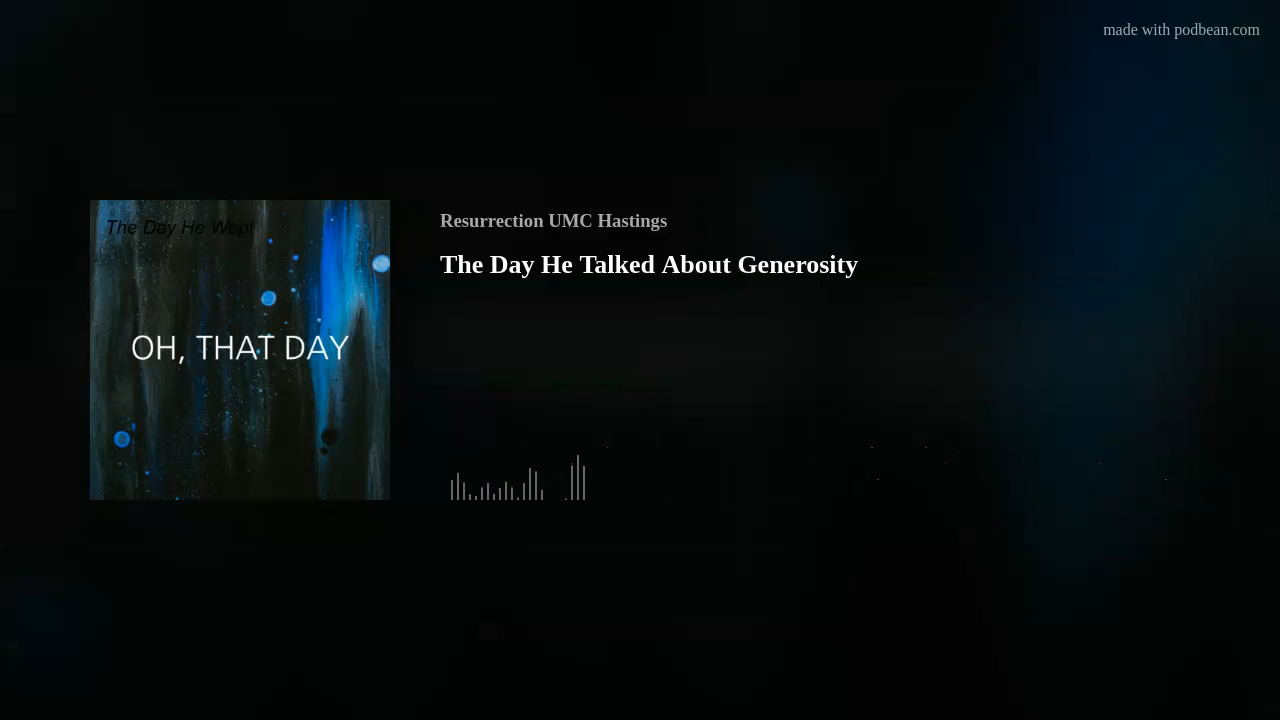 made with podbean.com
The Day He Wept
OH, THAT DAY
Resurrection UMC Hastings
The Day He Talked About Generosity